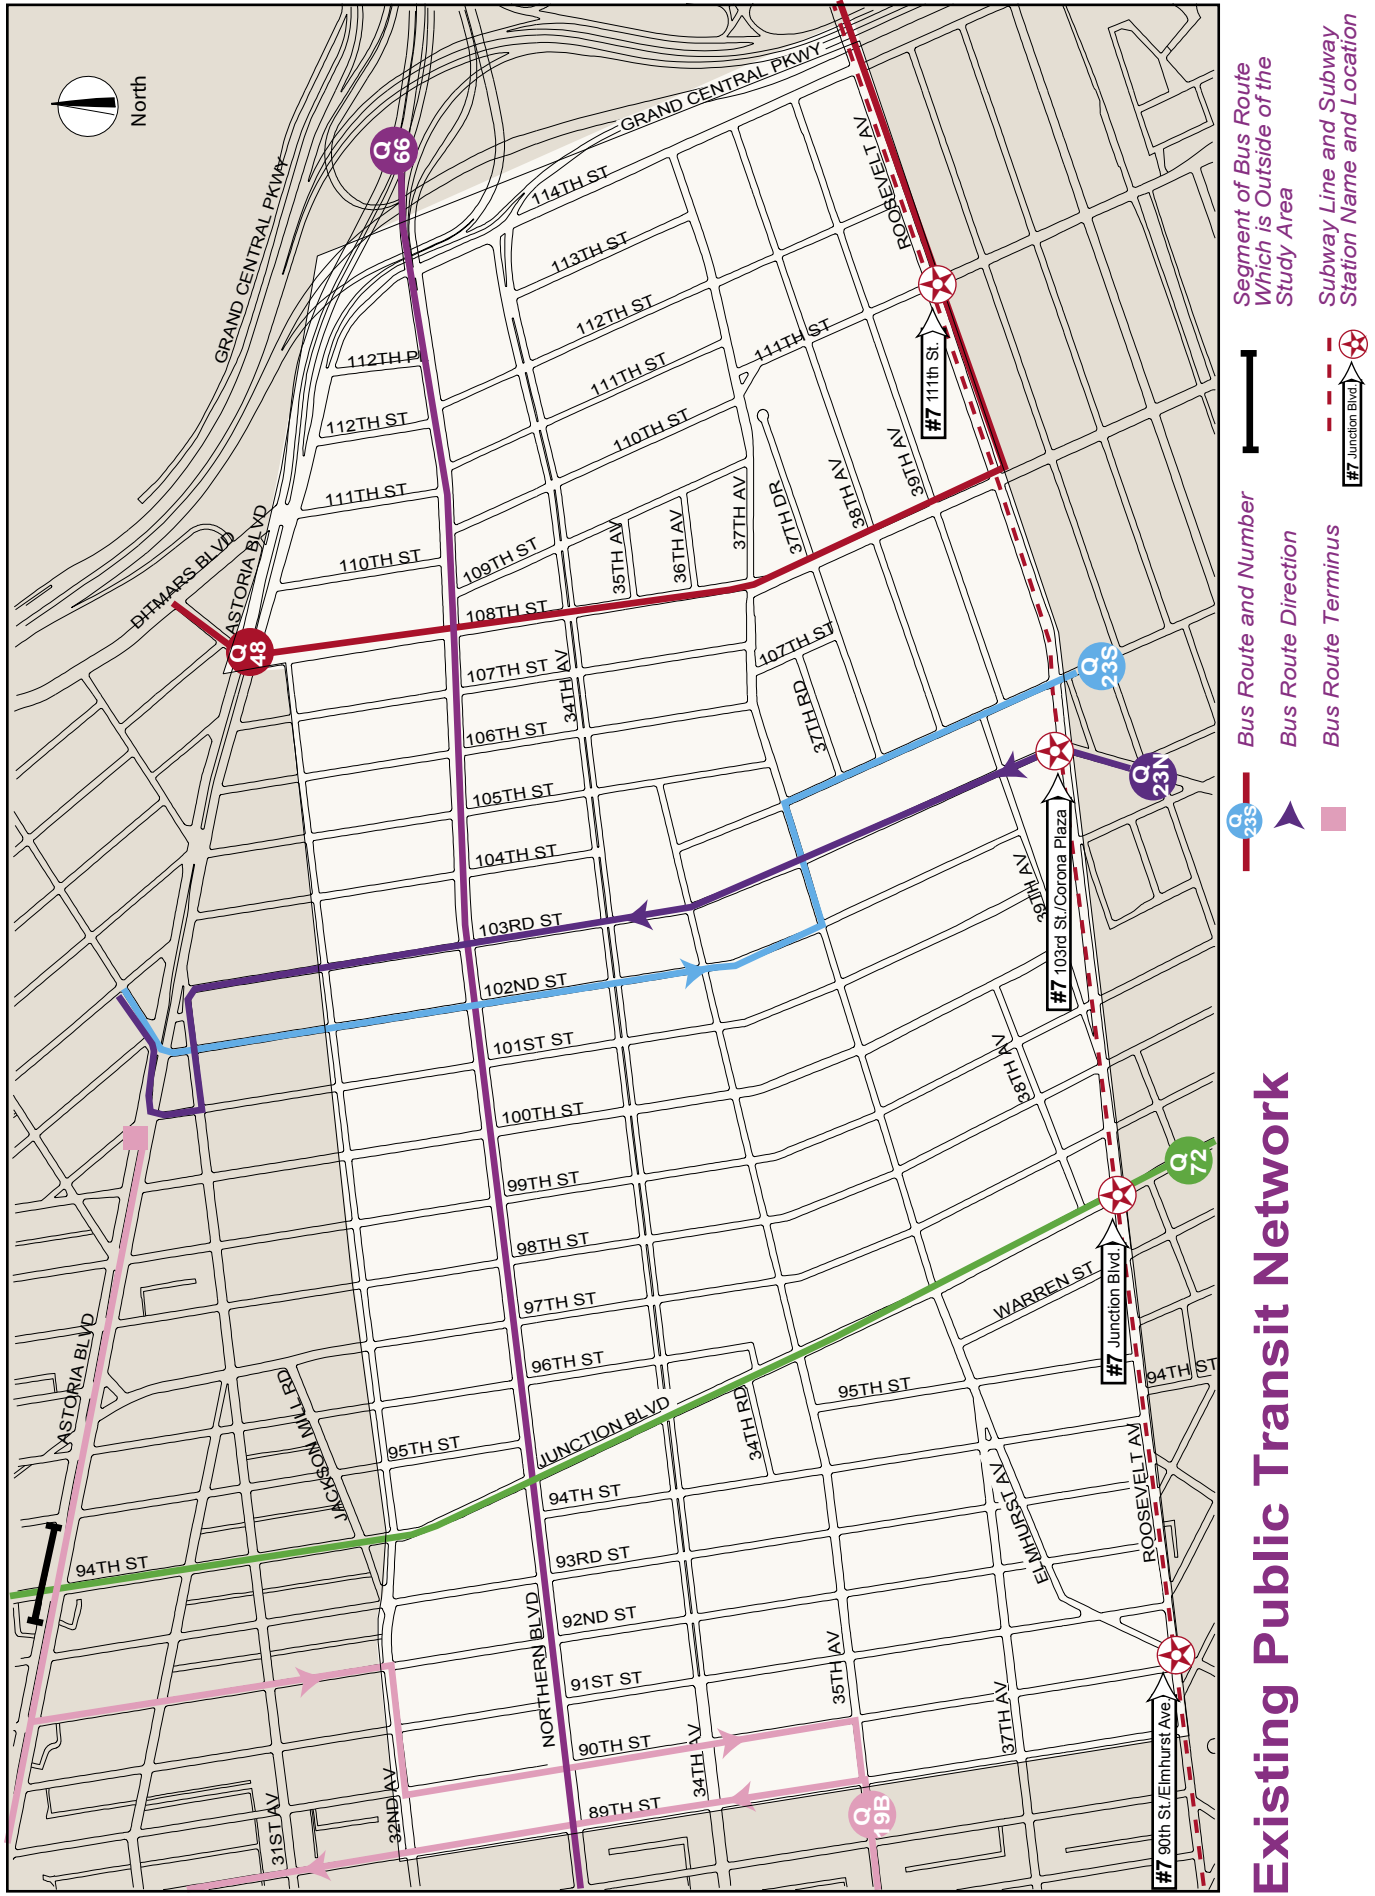 Existing Public Transit Network
Q
23S
Bus Route and Number
Bus Route Direction
Bus Route Terminus
Segment of Bus Route
Which is Outside of the
Study Area
#7 Junction Blvd.
Subway Line and Subway
Station Name and Location
North
GRAND CENTRAL PKWY
GRAND CENTRAL PKWY
DITMARS BLVD
ASTORIA BLVD
ASTORIA BLVD
JACKSON MILL RD
94TH ST
31ST AV
32ND AV
NORTHERN BLVD
JUNCTION BLVD
Q
66
Q
48
Q
23S
Q
23N
Q
72
Q
19B
112TH P
112TH ST
111TH ST
110TH ST
109TH ST
108TH ST
107TH ST
106TH ST
105TH ST
104TH ST
103RD ST
102ND ST
101ST ST
100TH ST
99TH ST
98TH ST
97TH ST
96TH ST
95TH ST
94TH ST
93RD ST
92ND ST
91ST ST
90TH ST
89TH ST
114TH ST
113TH ST
112TH ST
111TH ST
110TH ST
111TH ST
107TH ST
34TH AV
34TH AV
34TH RD
35TH AV
35TH AV
36TH AV
37TH AV
37TH AV
37TH DR
37TH RD
38TH AV
38TH AV
39TH AV
39TH AV
95TH ST
94TH ST
WARREN ST
ELMHURST AV
ROOSEVELT AV
ROOSEVELT AV
#7 111th St.
#7 103rd St./Corona Plaza
#7 Junction Blvd.
#7 90th St./Elmhurst Ave.